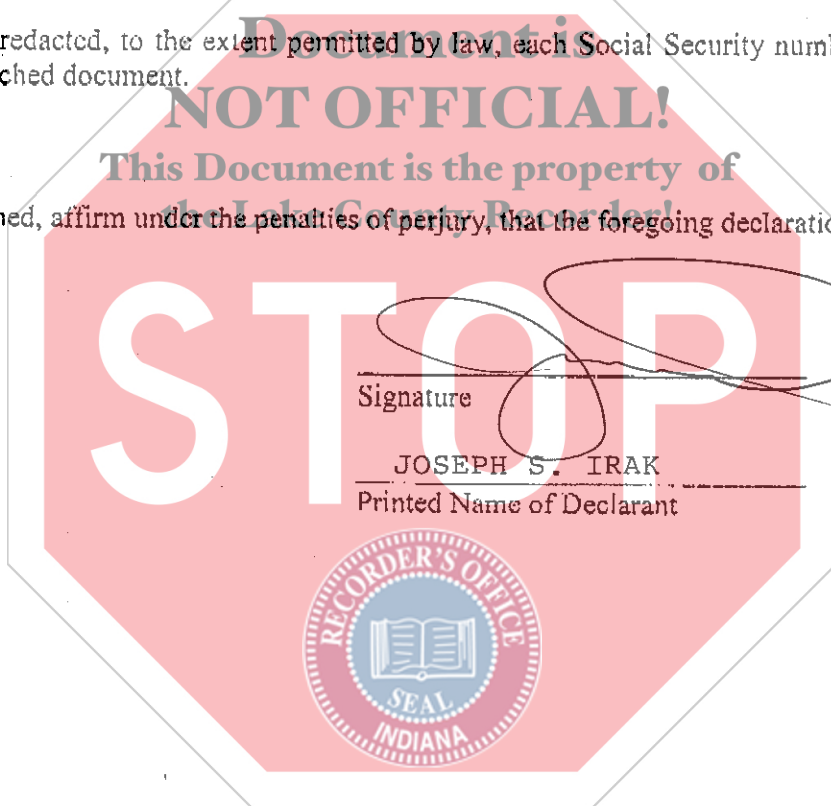 Document is
redacted, to the extent permitted by law, each Social Security num
ched document.
NOT OFFICIAL!
This Document is the property of
the Lake County Recorder!
ned, affirm under the penalties of perjury, that the foregoing declaratio
STOP
Signature
JOSEPH S. IRAK
Printed Name of Declarant
RECORDER'S OFFICE
SEAL
INDIANA